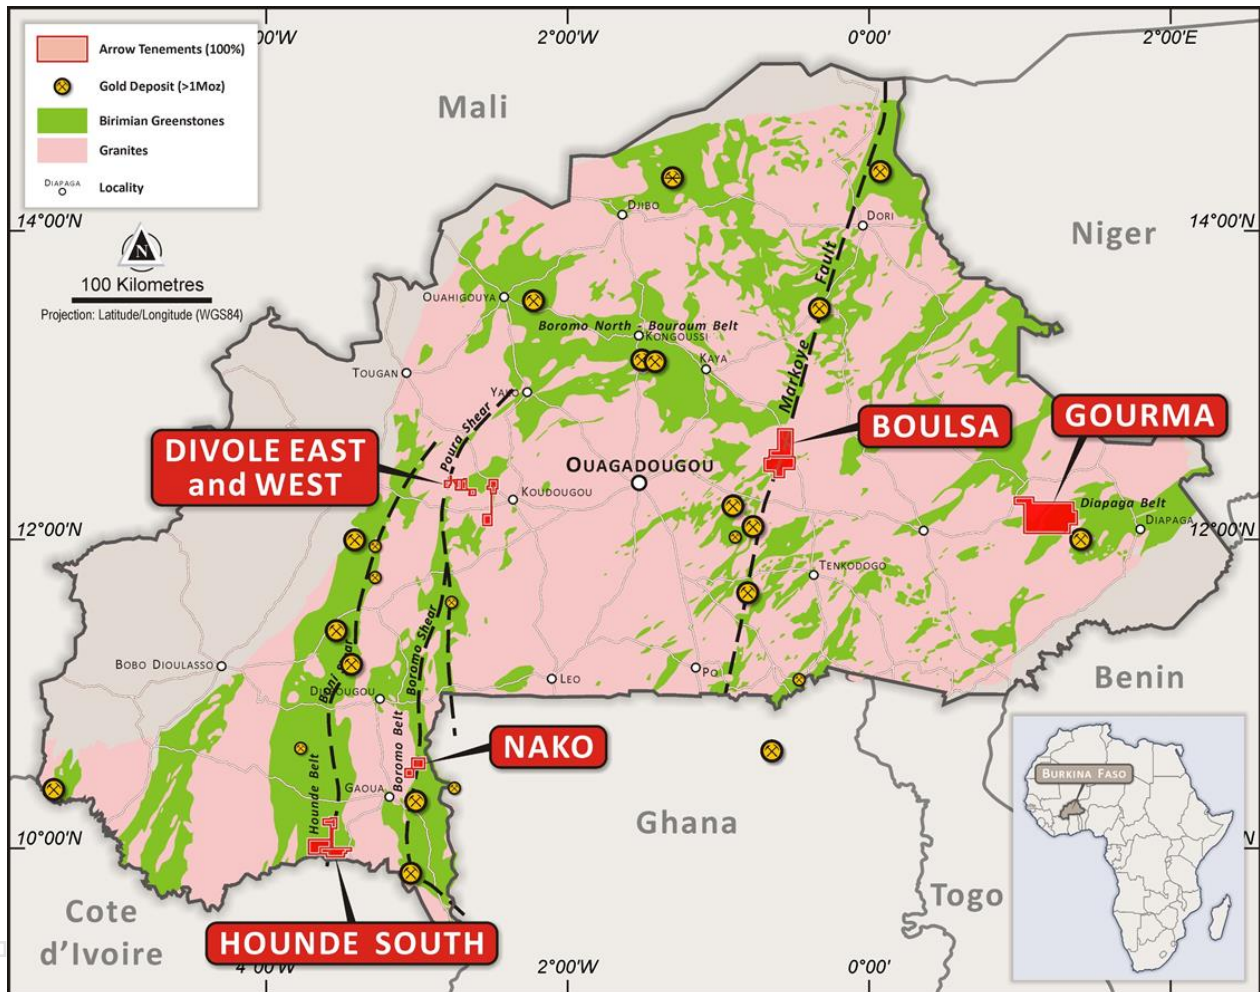 4°00'W
2°00'W
0°00'
2°00'E
Arrow Tenements (100%)
Gold Deposit (>1Moz)
Birimian Greenstones
Granites
DIAPAGA
Locality
Mali
Niger
14°00'N
14°00'N
N
100 Kilometres
Projection: Latitude/Longitude (WGS84)
DJIBO
DORI
OUAHIGOUYA
Boromo North - Bouroum Belt
KONGOUSSI
KAYA
Markoye Fault
TOUGAN
YAKO
Poura Shear
DIVOLE EAST
and WEST
OUAGADOUGOU
KOUDOUGOU
BOULSA
GOURMA
Diapaga Belt
DIAPAGA
12°00'N
12°00'N
TENKODOGO
BOBO DIOULASSO
Boni Shear
Boromo Shear
LEO
PO
Benin
NAKO
Hounde Belt
Boromo Belt
GAOUA
Ghana
BURKINA FASO
10°00'N
N
Togo
Cote
d'Ivoire
HOUNDE SOUTH
4°00'W
2°00'W
0°00'